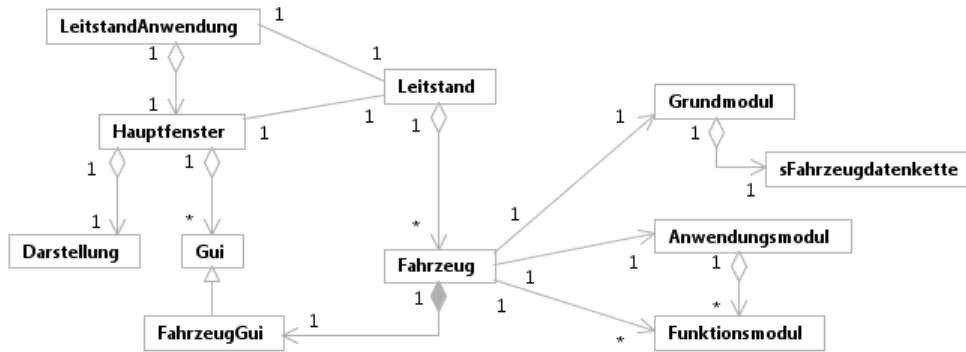 LeitstandAnwendung
1
1
1
1
Leitstand
1
1
1
Hauptfenster
1
1
1
*
Darstellung
Gui
FahrzeugGui
1
*
Fahrzeug
1
1
1
Grundmodul
1
1
sFahrzeugdatenkette
1
1
Anwendungsmodul
1
*
1
*
Funktionsmodul